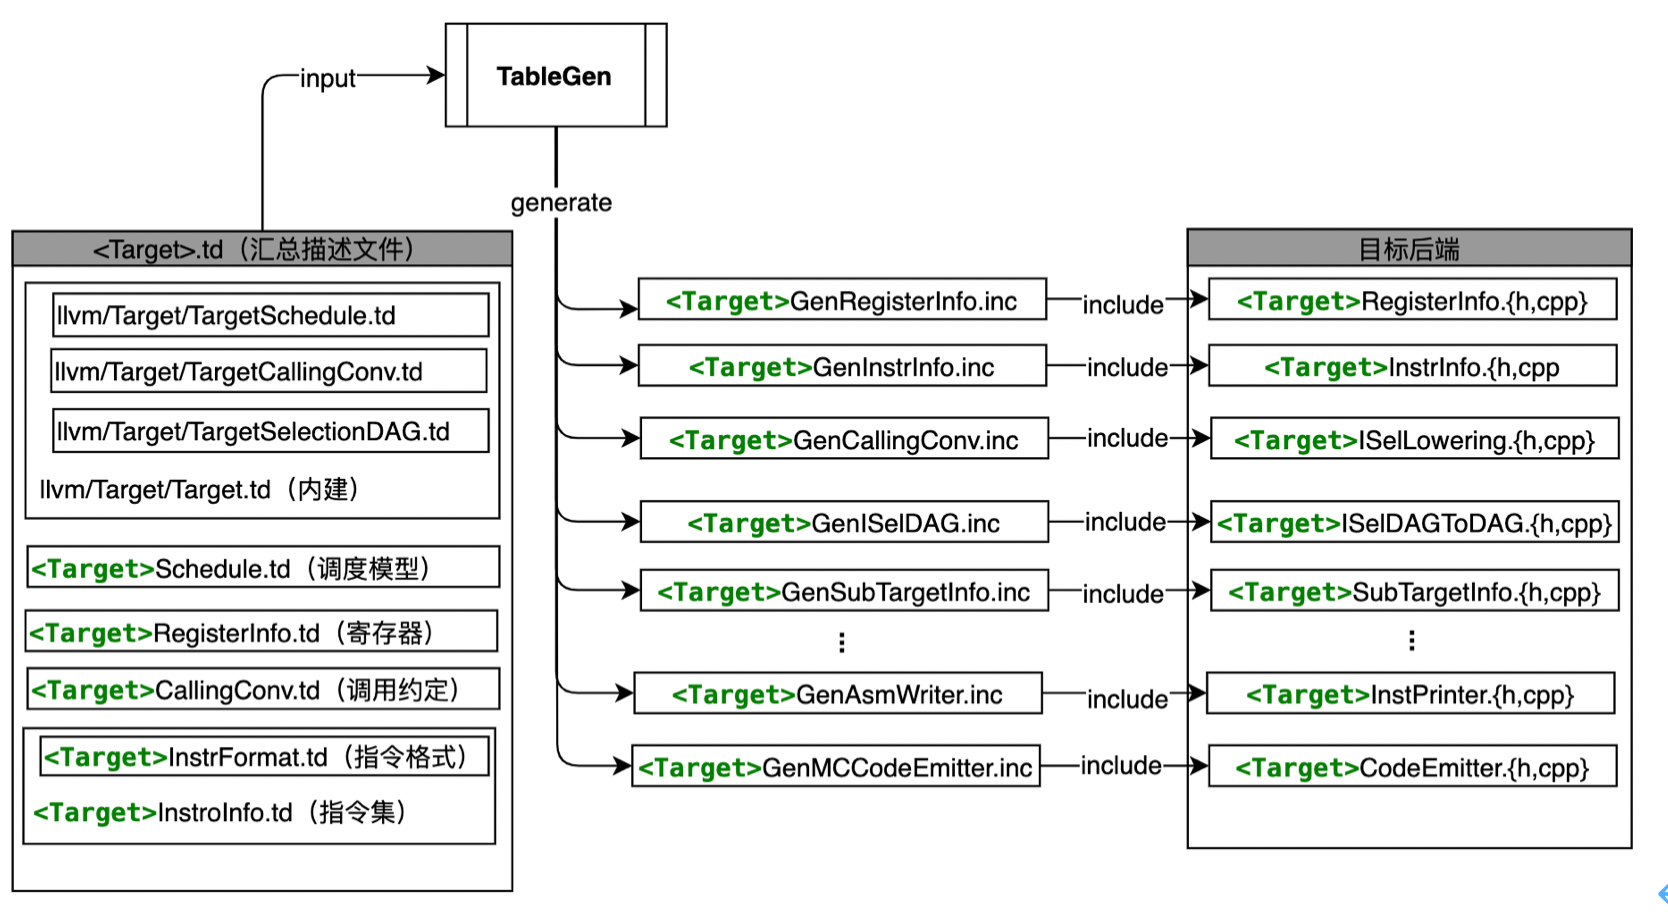 TableGen
input
generate
<Target>.td（汇总描述文件）
llvm/Target/TargetSchedule.td
llvm/Target/TargetCallingConv.td
llvm/Target/TargetSelectionDAG.td
llvm/Target/Target.td（内建）
<Target>Schedule.td（调度模型）
<Target>RegisterInfo.td（寄存器）
<Target>CallingConv.td（调用约定）
<Target>InstrFormat.td（指令格式）
<Target>InstroInfo.td（指令集）
目标后端
<Target>GenRegisterInfo.inc
include
<Target>RegisterInfo.{h,cpp}
<Target>GenInstrInfo.inc
include
<Target>InstrInfo.{h,cpp
<Target>GenCallingConv.inc
include
<Target>ISelLowering.{h,cpp}
<Target>GenISelDAG.inc
include
<Target>ISelDAGToDAG.{h,cpp}
<Target>GenSubTargetInfo.inc
include
<Target>SubTargetInfo.{h,cpp}
<Target>GenAsmWriter.inc
include
<Target>InstPrinter.{h,cpp}
<Target>GenMCCodeEmitter.inc
include
<Target>CodeEmitter.{h,cpp}